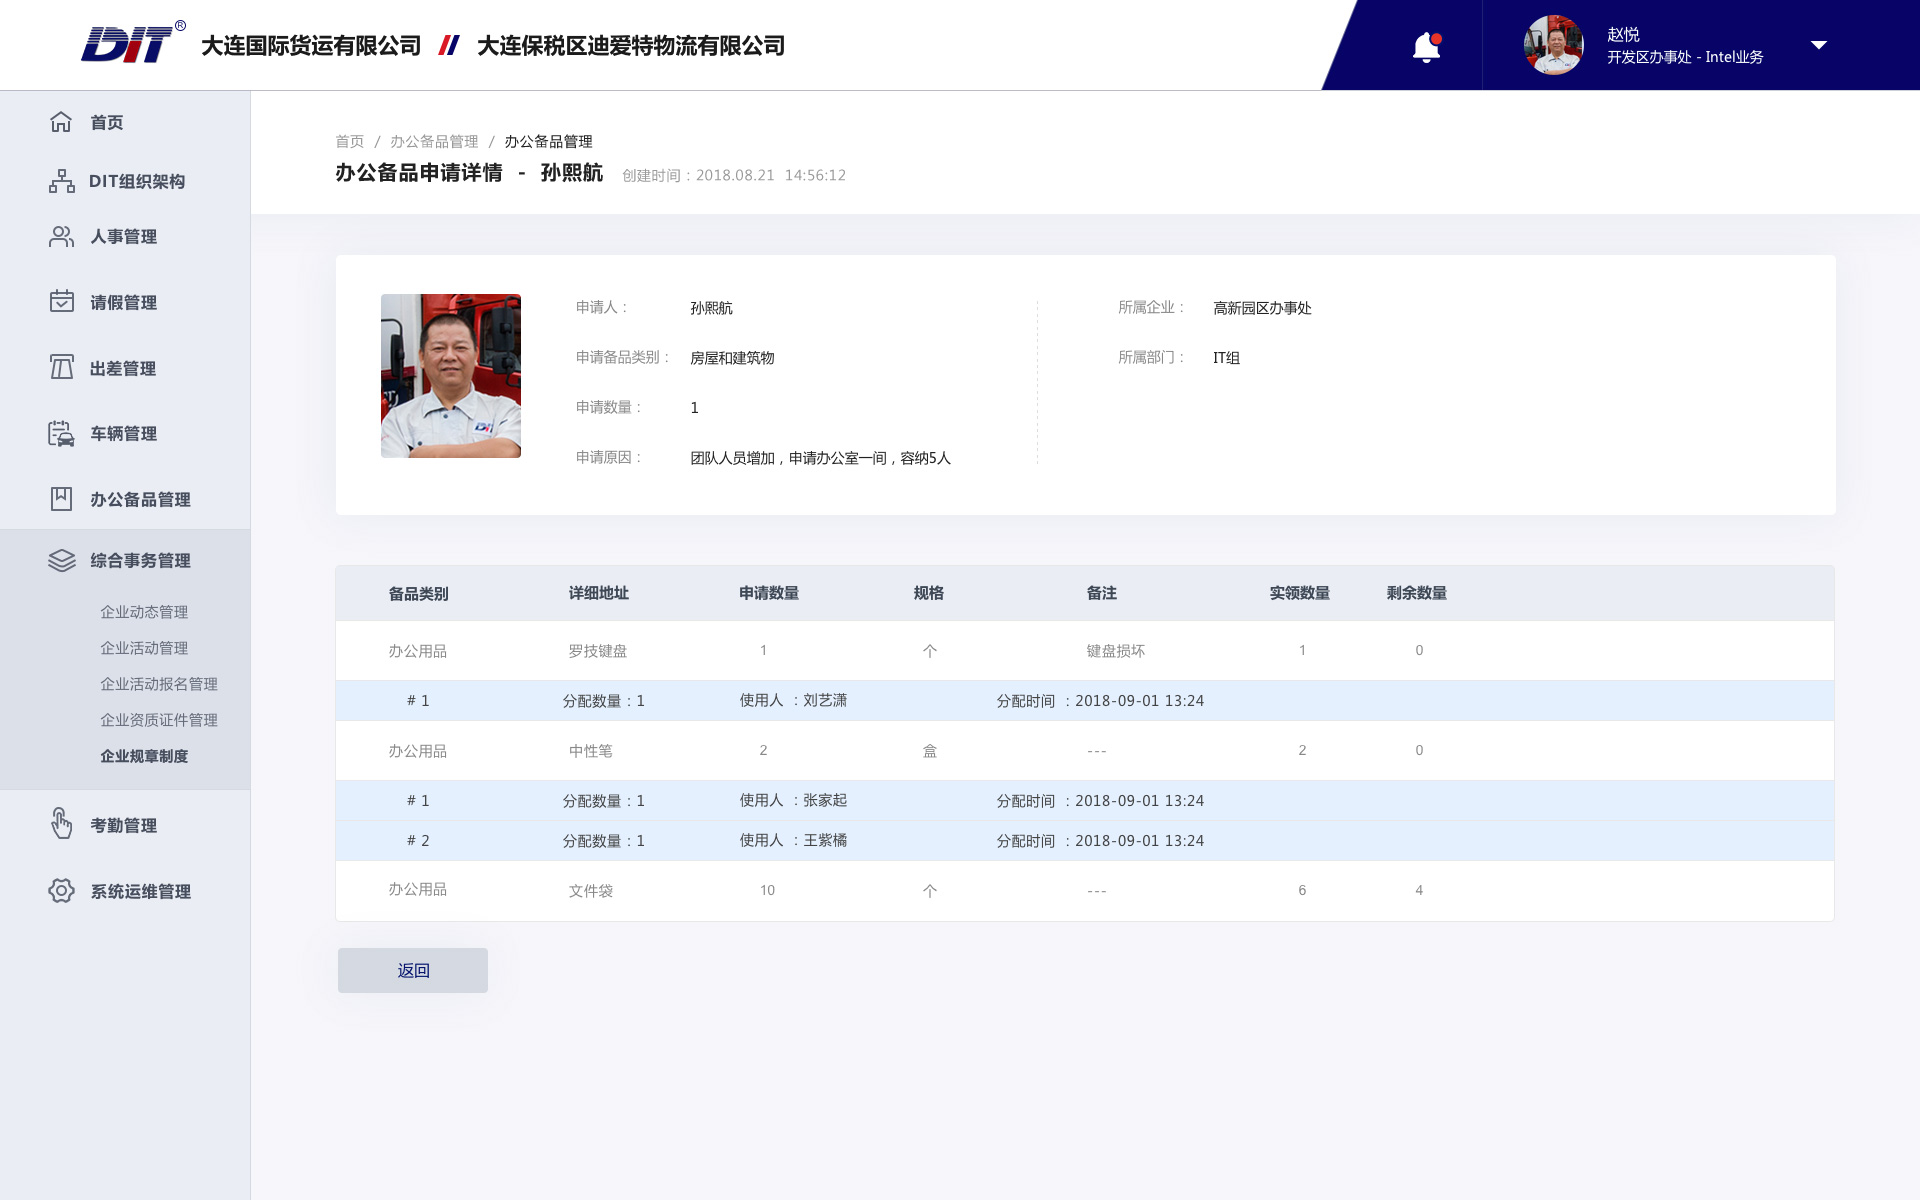 DIT® 大连国际货运有限公司 // 大连保税区迪爱特物流有限公司
赵悦
开发区办事处 - Intel业务
首页
DIT组织架构
人事管理
请假管理
出差管理
车辆管理
办公备品管理
综合事务管理
企业动态管理
企业活动管理
企业活动报名管理
企业资质证件管理
企业规章制度
考勤管理
系统运维管理
首页 / 办公备品管理 / 办公备品管理
办公备品申请详情 - 孙熙航 创建时间：2018.08.21 14:56:12
申请人： 孙熙航
申请备品类别： 房屋和建筑物
申请数量： 1
申请原因： 团队人员增加，申请办公室一间，容纳5人
所属企业： 高新园区办事处
所属部门： IT组
DIT
备品类别 详细地址 申请数量 规格 备注 实领数量 剩余数量
办公用品 罗技键盘 1 个 键盘损坏 1 0
# 1 分配数量：1 使用人 ：刘艺潇 分配时间 ：2018-09-01 13:24
办公用品 中性笔 2 盒 --- 2 0
# 1 分配数量：1 使用人 ：张家起 分配时间 ：2018-09-01 13:24
# 2 分配数量：1 使用人 ：王紫橘 分配时间 ：2018-09-01 13:24
办公用品 文件袋 10 个 --- 6 4
返回